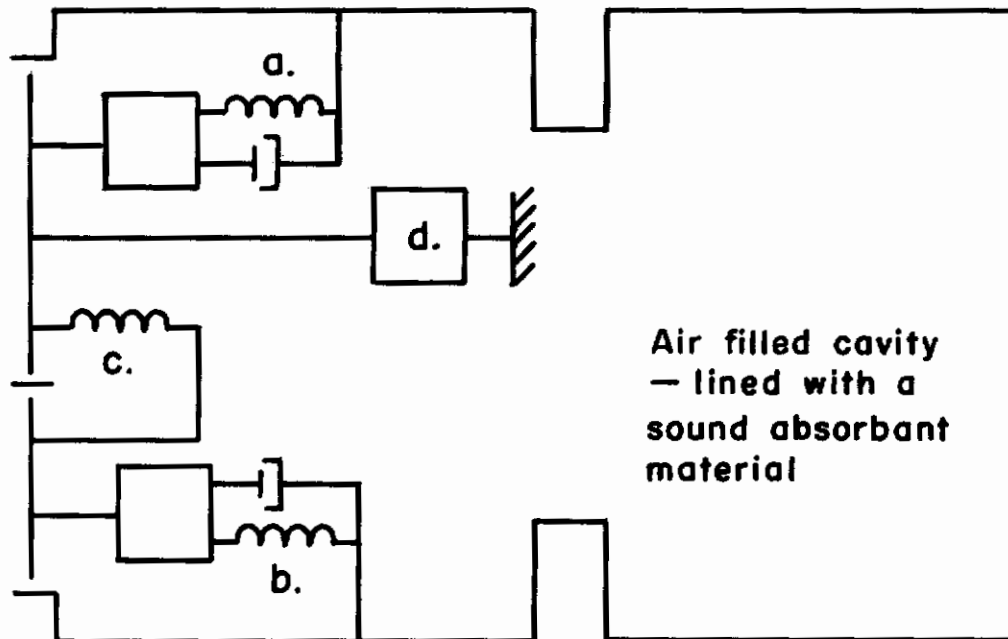 a.
d.
c.
Air filled cavity
— lined with a
sound absorbant
material
b.